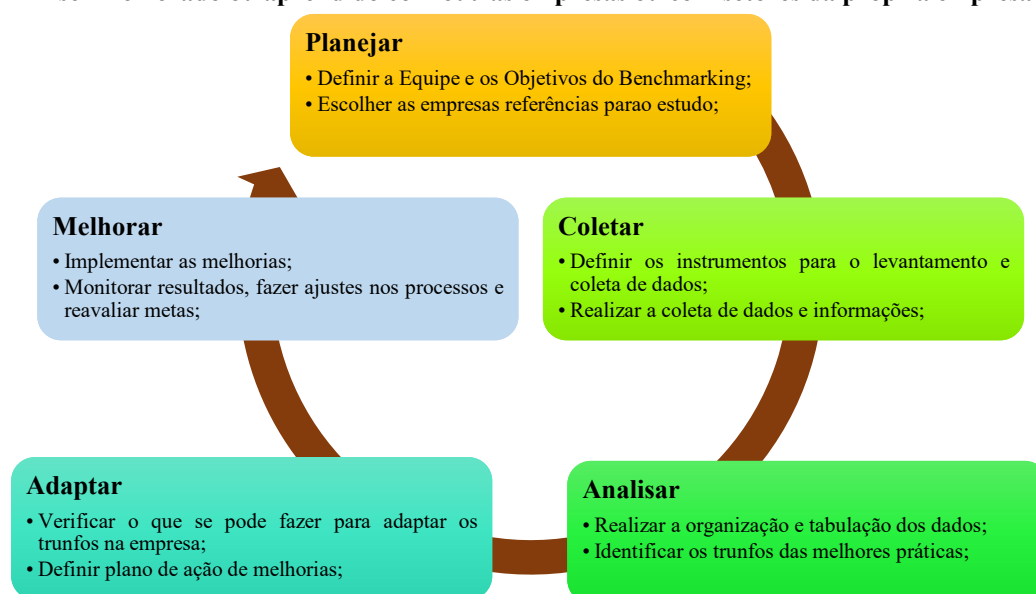 Planejar
• Definir a Equipe e os Objetivos do Benchmarking;
• Escolher as empresas referências parao estudo;
Melhorar
• Implementar as melhorias;
• Monitorar resultados, fazer ajustes nos processos e
reavaliar metas;
Coletar
• Definir os instrumentos para o levantamento e
coleta de dados;
• Realizar a coleta de dados e informações;
Adaptar
• Verificar o que se pode fazer para adaptar os
trunfos na empresa;
• Definir plano de ação de melhorias;
Analisar
• Realizar a organização e tabulação dos dados;
• Identificar os trunfos das melhores práticas;